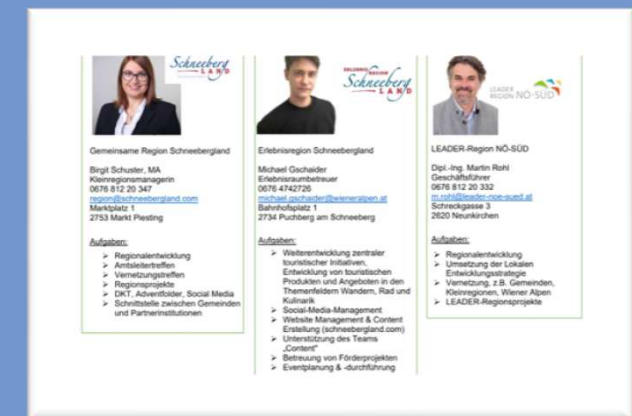 Schneeberg
LAND
Gemeinsame Region Schneebergland
Birgit Schuster, MA
Kleinregionsmanagerin
0676 812 20 347
region@schneebergland.com
Marktplatz 1
2753 Markt Piesting
Aufgaben:
➢ Regionalentwicklung
➢ Amtsleitertreffen
➢ Vernetzungstreffen
➢ Regionsprojekte
➢ DKT, Adventfolder, Social Media
➢ Schnittstelle zwischen Gemeinden
und Partnerinstitutionen
ERLEBNIS
REGION
Schneeberg
LAND
Erlebnisregion Schneebergland
Michael Gschaider
Erlebnisraumbetreuer
0676 4742726
michael.gschaider@wieneralpen.at
Bahnhofsplatz 1
2734 Puchberg am Schneeberg
Aufgaben:
➢ Weiterentwicklung zentraler
touristischer Initiativen,
Entwicklung von touristischen
Produkten und Angeboten in den
Themenfeldern Wandern, Rad und
Kulinarik
➢ Social-Media-Management
➢ Website Management & Content
Erstellung (schneebergland.com)
➢ Unterstützung des Teams
„Content"
➢ Betreuung von Förderprojekten
➢ Eventplanung & -durchführung
LEADER
REGION NÖ-SÜD
LEADER-Region NÖ-SÜD
Dipl.-Ing. Martin Rohl
Geschäftsführer
0676 812 20 332
m.rohl@leader-noe-sued.at
Schreckgasse 3
2620 Neunkirchen
Aufgaben:
➢ Regionalentwicklung
➢ Umsetzung der Lokalen
Entwicklungsstrategie
➢ Vernetzung, z.B. Gemeinden,
Kleinregionen, Wiener Alpen
➢ LEADER-Regionsprojekte